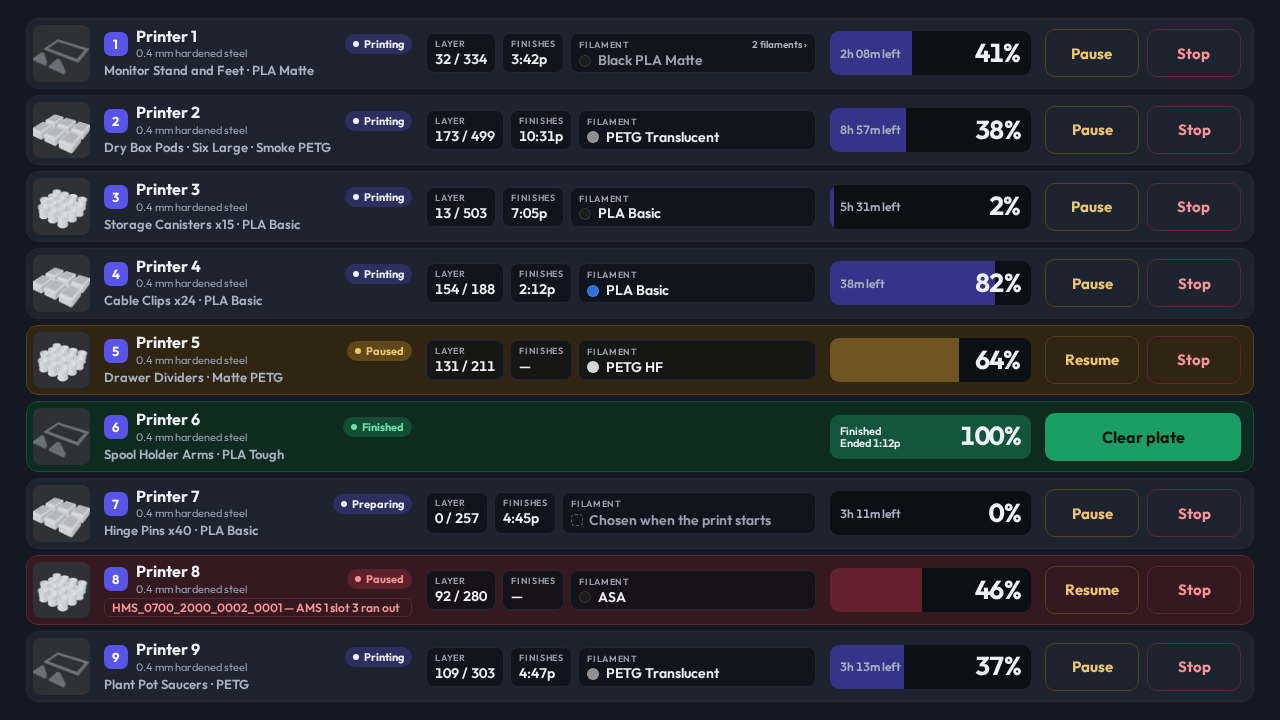 1
Printer 1
0.4 mm hardened steel
Printing
Monitor Stand and Feet · PLA Matte
LAYER
32 / 334
FINISHES
3:42p
FILAMENT
2 filaments ›
Black PLA Matte
2h 08m left
41%
Pause
Stop
2
Printer 2
0.4 mm hardened steel
Printing
Dry Box Pods · Six Large · Smoke PETG
LAYER
173 / 499
FINISHES
10:31p
FILAMENT
PETG Translucent
8h 57m left
38%
Pause
Stop
3
Printer 3
0.4 mm hardened steel
Printing
Storage Canisters x15 · PLA Basic
LAYER
13 / 503
FINISHES
7:05p
FILAMENT
PLA Basic
5h 31m left
2%
Pause
Stop
4
Printer 4
0.4 mm hardened steel
Printing
Cable Clips x24 · PLA Basic
LAYER
154 / 188
FINISHES
2:12p
FILAMENT
PLA Basic
38m left
82%
Pause
Stop
5
Printer 5
0.4 mm hardened steel
Paused
Drawer Dividers · Matte PETG
LAYER
131 / 211
FINISHES
—
FILAMENT
PETG HF
64%
Resume
Stop
6
Printer 6
0.4 mm hardened steel
Finished
Spool Holder Arms · PLA Tough
Finished
Ended 1:12p
100%
Clear plate
7
Printer 7
0.4 mm hardened steel
Preparing
Hinge Pins x40 · PLA Basic
LAYER
0 / 257
FINISHES
4:45p
FILAMENT
Chosen when the print starts
3h 11m left
0%
Pause
Stop
8
Printer 8
0.4 mm hardened steel
Paused
HMS_0700_2000_0002_0001 — AMS 1 slot 3 ran out
LAYER
92 / 280
FINISHES
—
FILAMENT
ASA
46%
Resume
Stop
9
Printer 9
0.4 mm hardened steel
Printing
Plant Pot Saucers · PETG
LAYER
109 / 303
FINISHES
4:47p
FILAMENT
PETG Translucent
3h 13m left
37%
Pause
Stop